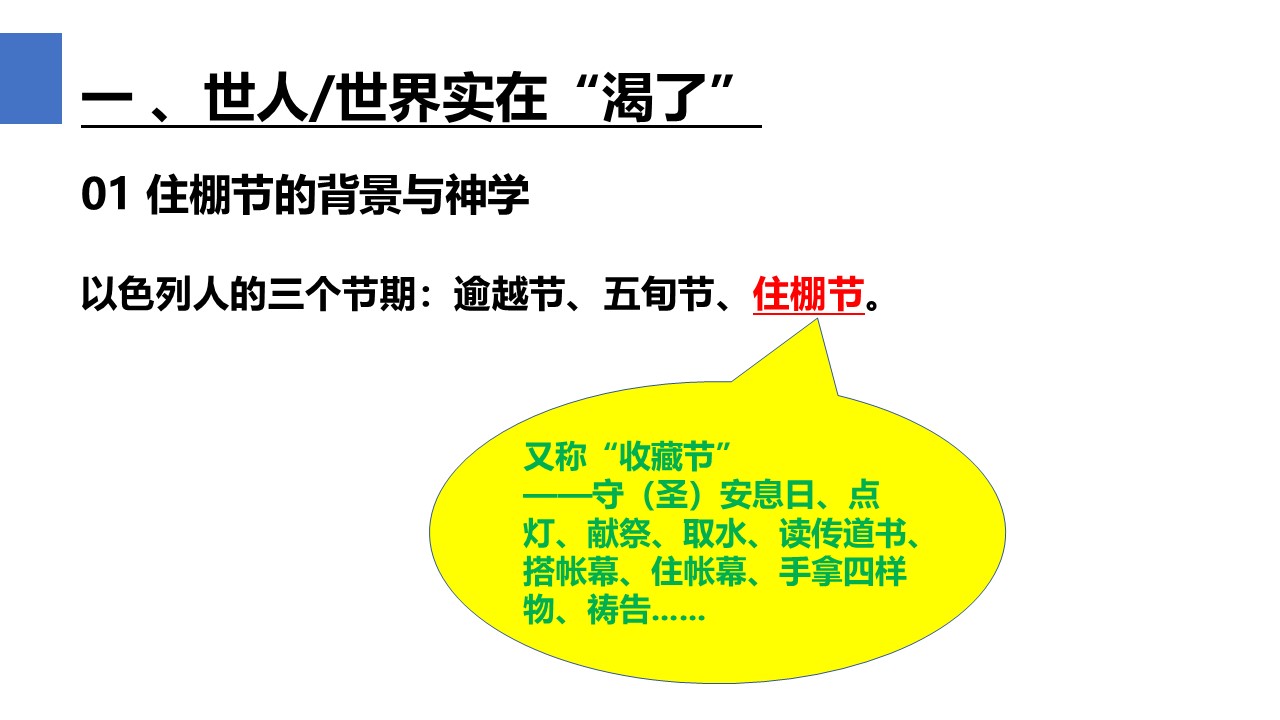 一 、世人/世界实在“渴了”
01 住棚节的背景与神学
以色列人的三个节期：逾越节、五旬节、住棚节。
又称“收藏节”
——守（圣）安息日、点
灯、献祭、取水、读传道书、
搭帐幕、住帐幕、手拿四样
物、祷告……